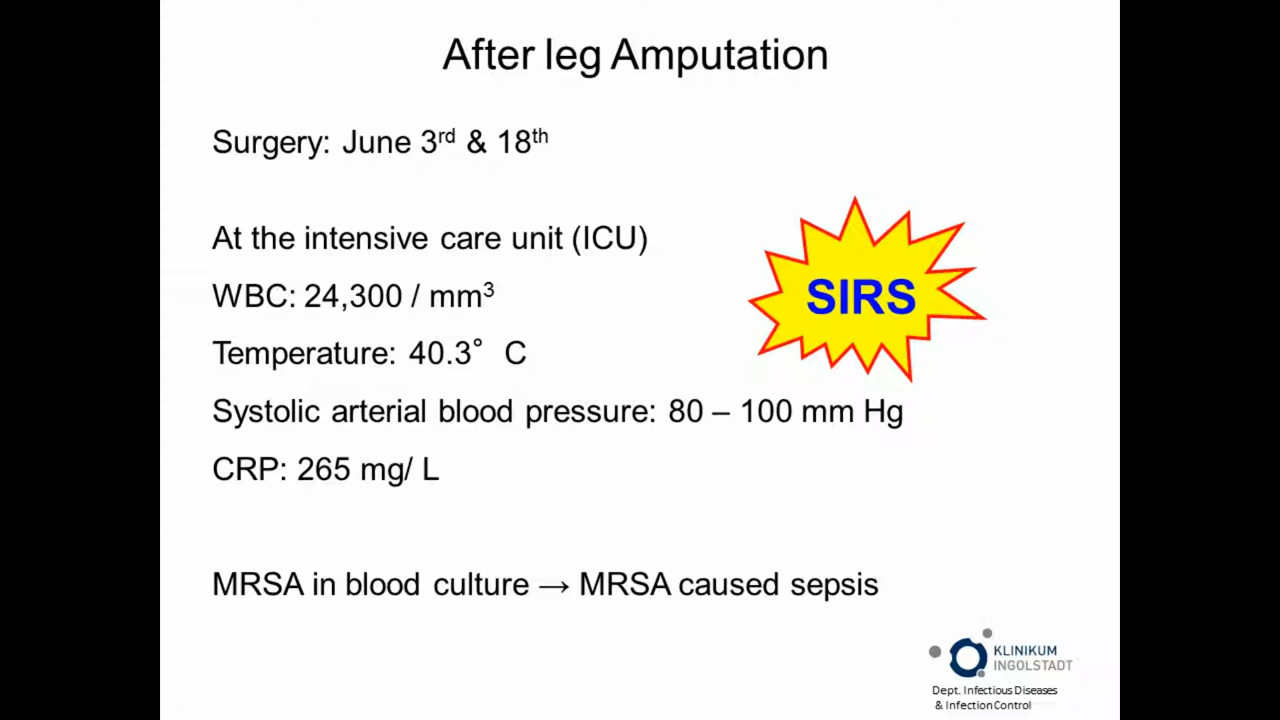 After leg Amputation
Surgery: June 3rd & 18th
At the intensive care unit (ICU)
WBC: 24,300 / mm³
SIRS
Temperature: 40.3° C
Systolic arterial blood pressure: 80 – 100 mm Hg
CRP: 265 mg/ L
MRSA in blood culture → MRSA caused sepsis
KLINIKUM
INGOLSTADT
Dept. Infectious Diseases
& Infection Control